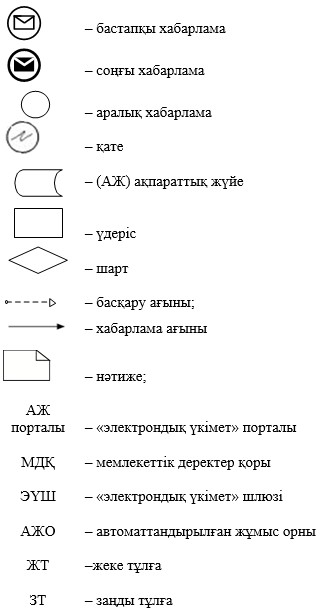 – бастапқы хабарлама
– соңғы хабарлама
– аралық хабарлама
– қате
– (АЖ) ақпараттық жүйе
– үдеріс
– шарт
– басқару ағыны;
– хабарлама ағыны
– нәтиже;
АЖ порталы – «электрондық үкімет» порталы
МДҚ – мемлекеттік деректер қоры
ЭҮШ – «электрондық үкімет» шлюзі
АЖО – автоматтандырылған жұмыс орны
ЖТ –жеке тұлға
ЗТ – заңды тұлға